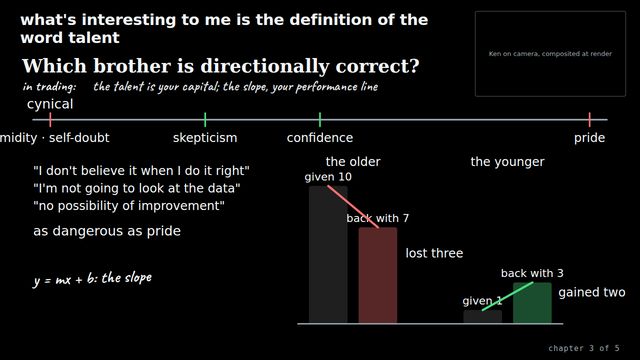 what's interesting to me is the definition of the
word talent
Ken on camera, composited at render
Which brother is directionally correct?
in trading: the talent is your capital; the slope, your performance line
cynical
midity · self-doubt
skepticism
confidence
pride
"I don't believe it when I do it right"
"I'm not going to look at the data"
"no possibility of improvement"
as dangerous as pride
y = mx + b: the slope
the older
the younger
given 10
back with 7
lost three
given 1
back with 3
gained two
chapter 3 of 5